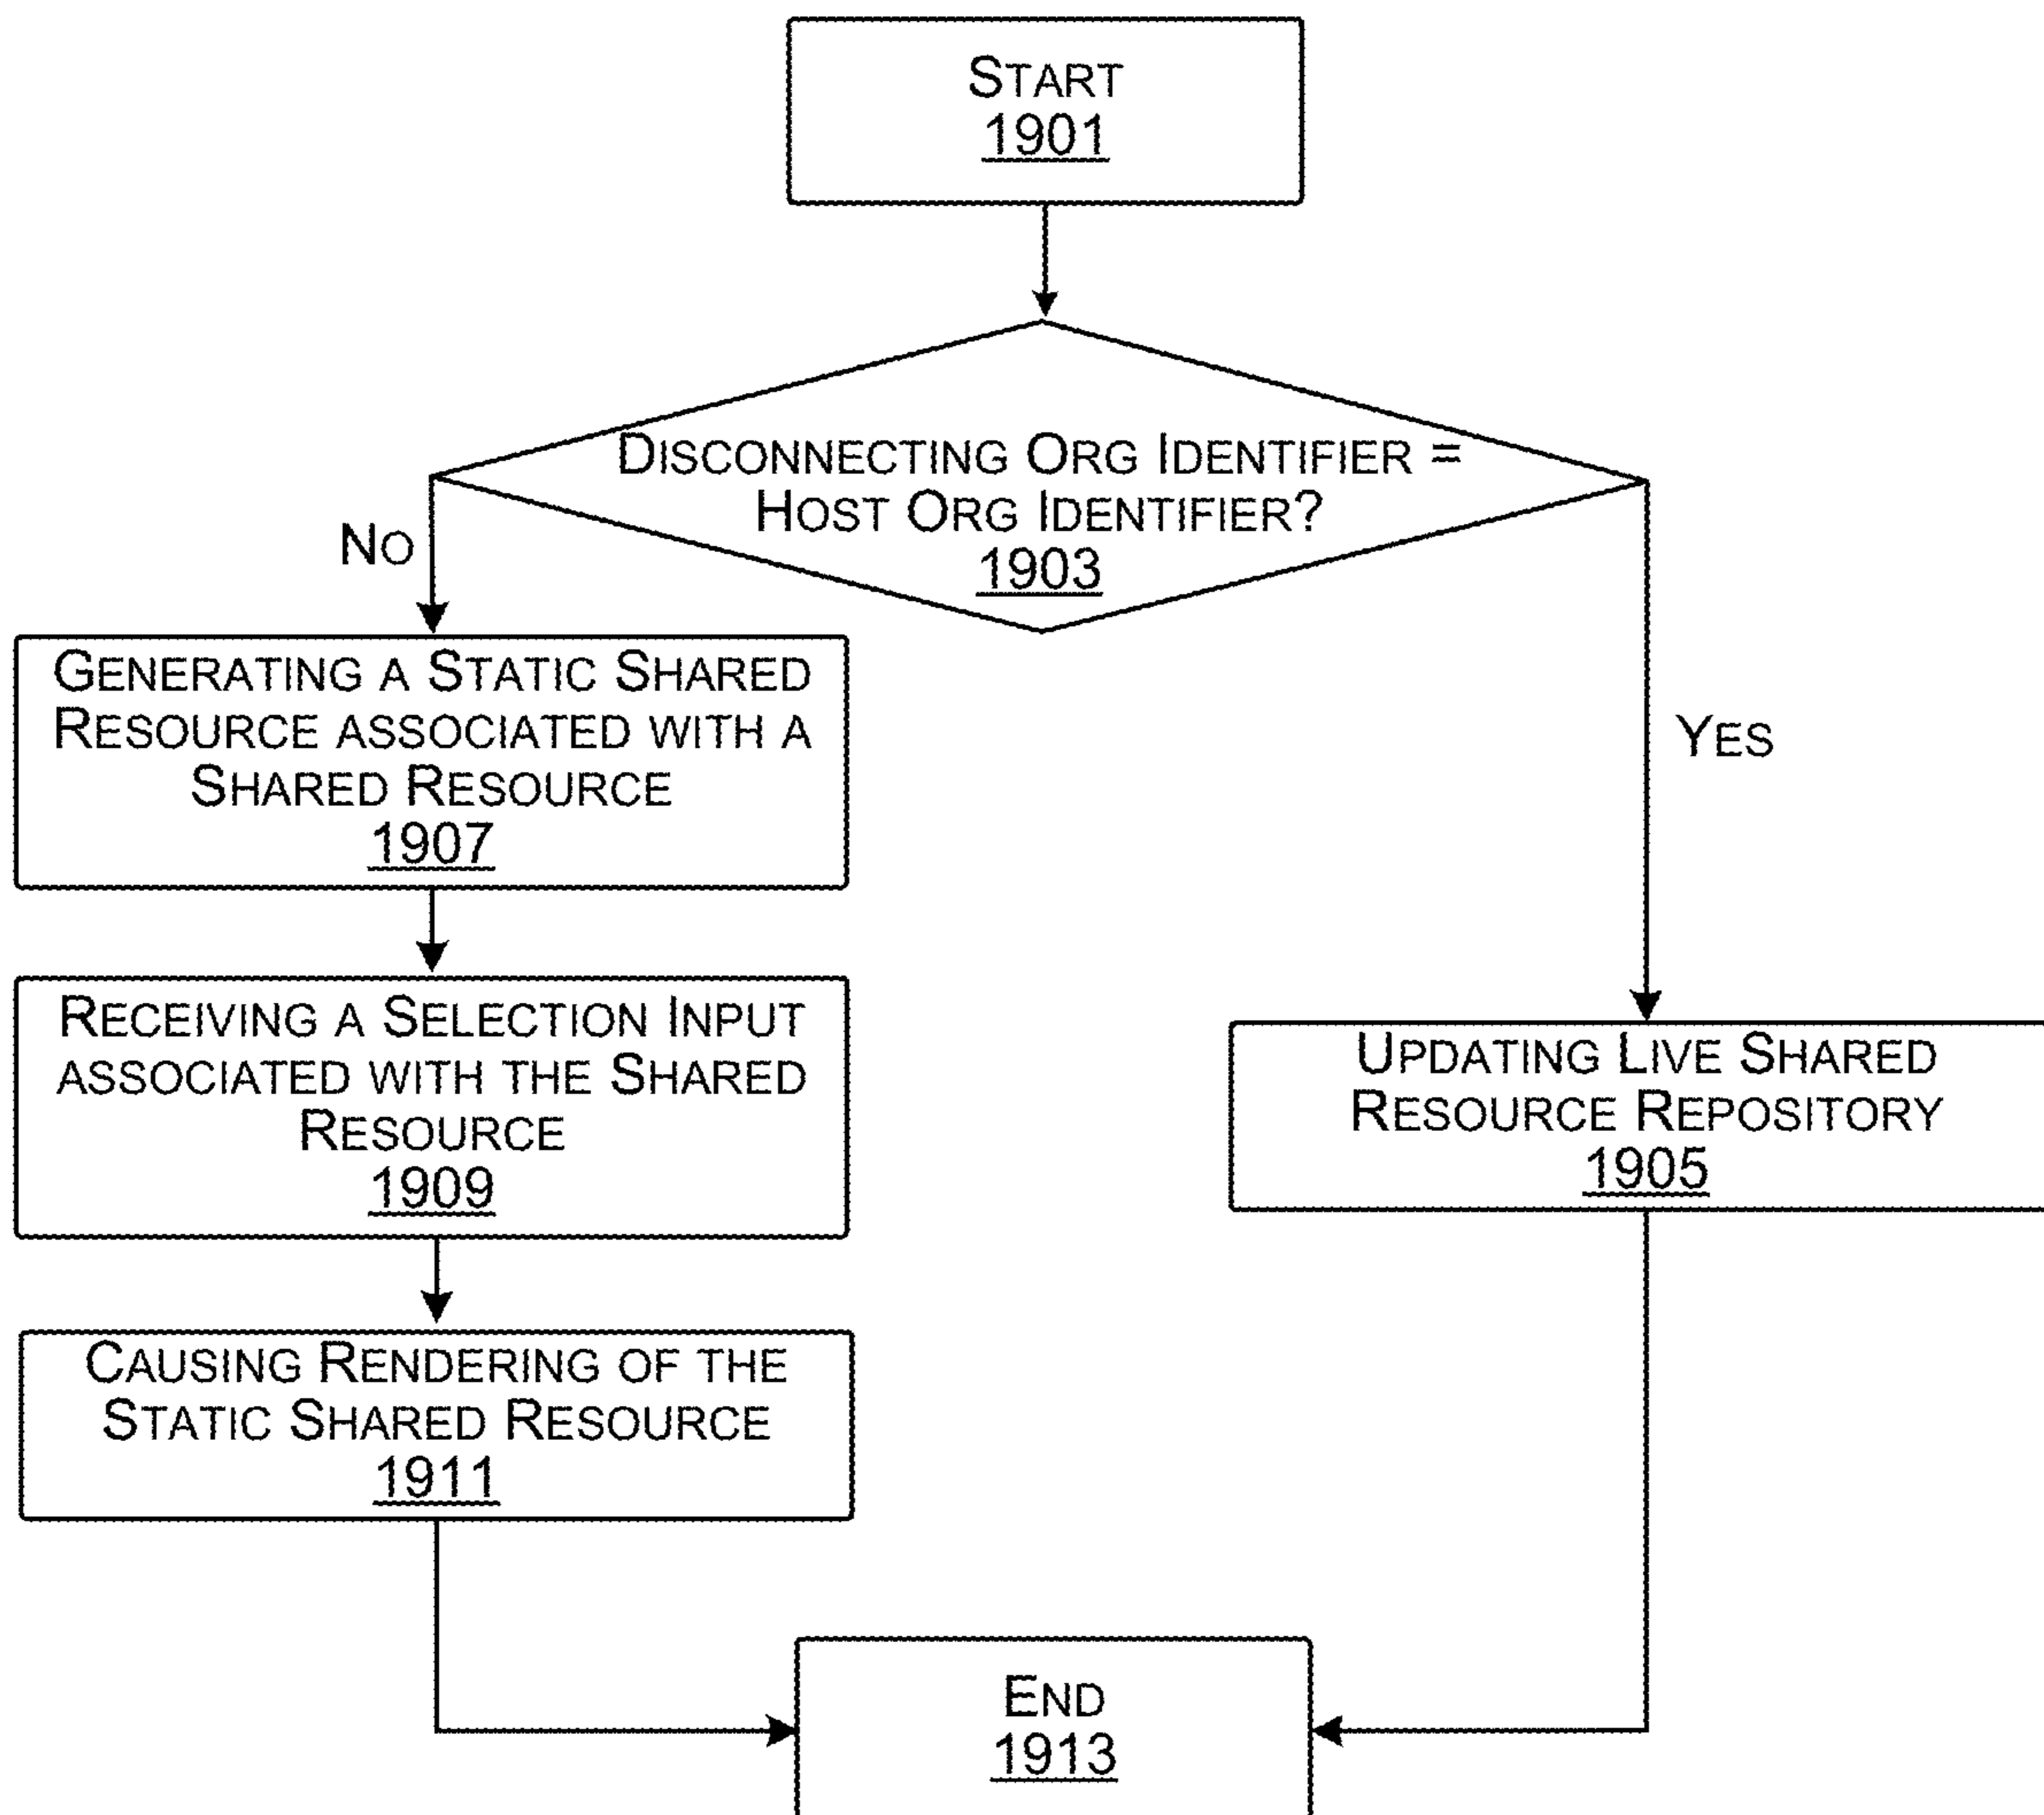 START
1901
DISCONNECTING ORG IDENTIFIER =
HOST ORG IDENTIFIER?
1903
NO
YES
GENERATING A STATIC SHARED
RESOURCE ASSOCIATED WITH A
SHARED RESOURCE
1907
RECEIVING A SELECTION INPUT
ASSOCIATED WITH THE SHARED
RESOURCE
1909
UPDATING LIVE SHARED
RESOURCE REPOSITORY
1905
CAUSING RENDERING OF THE
STATIC SHARED RESOURCE
1911
END
1913